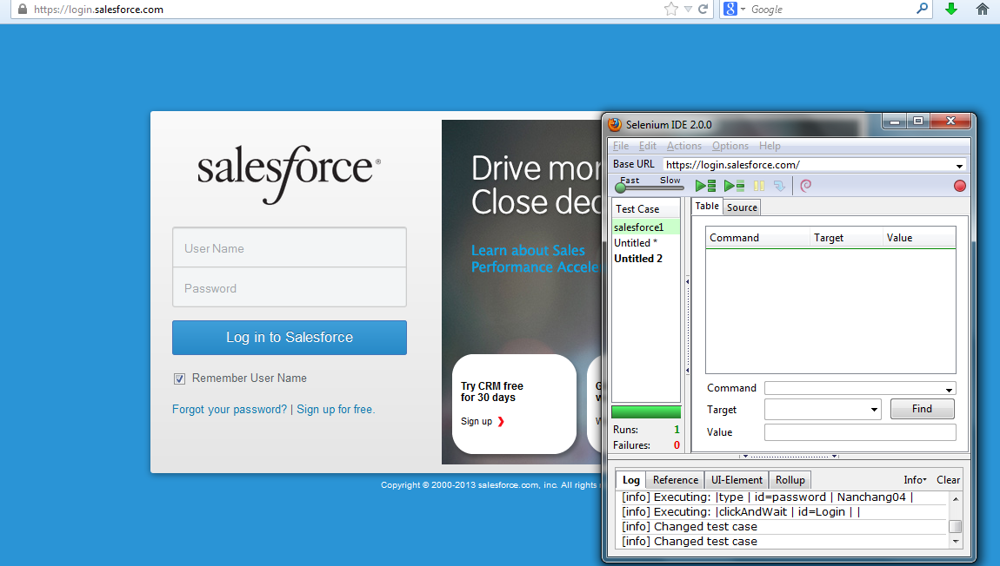 https://login.salesforce.com
Google
salesforce
User Name
Password
Log in to Salesforce
Remember User Name
Forgot your password? | Sign up for free.
Drive mor
Close dea
Learn about Sales
Performance Accele
Try CRM free
for 30 days
Sign up
Copyright © 2000-2013 salesforce.com, inc. All rights
Selenium IDE 2.0.0
File Edit Actions Options Help
Base URL https://login.salesforce.com/
Fast Slow
Test Case
salesforce1
Untitled *
Untitled 2
Runs: 1
Failures: 0
Table Source
Command Target Value
Command
Target Find
Value
Log Reference UI-Element Rollup Info Clear
[info] Executing: |type | id=password | Nanchang04 |
[info] Executing: |clickAndWait | id=Login | |
[info] Changed test case
[info] Changed test case